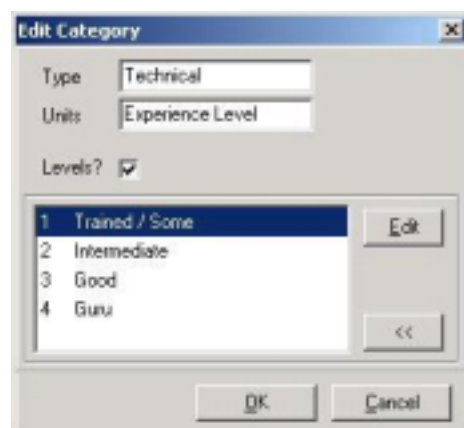 Edit Category
Type Technical
Units Experience Level
Levels?
1 Trained / Some
2 Intermediate
3 Good
4 Guru
Edit
<<
OK Cancel